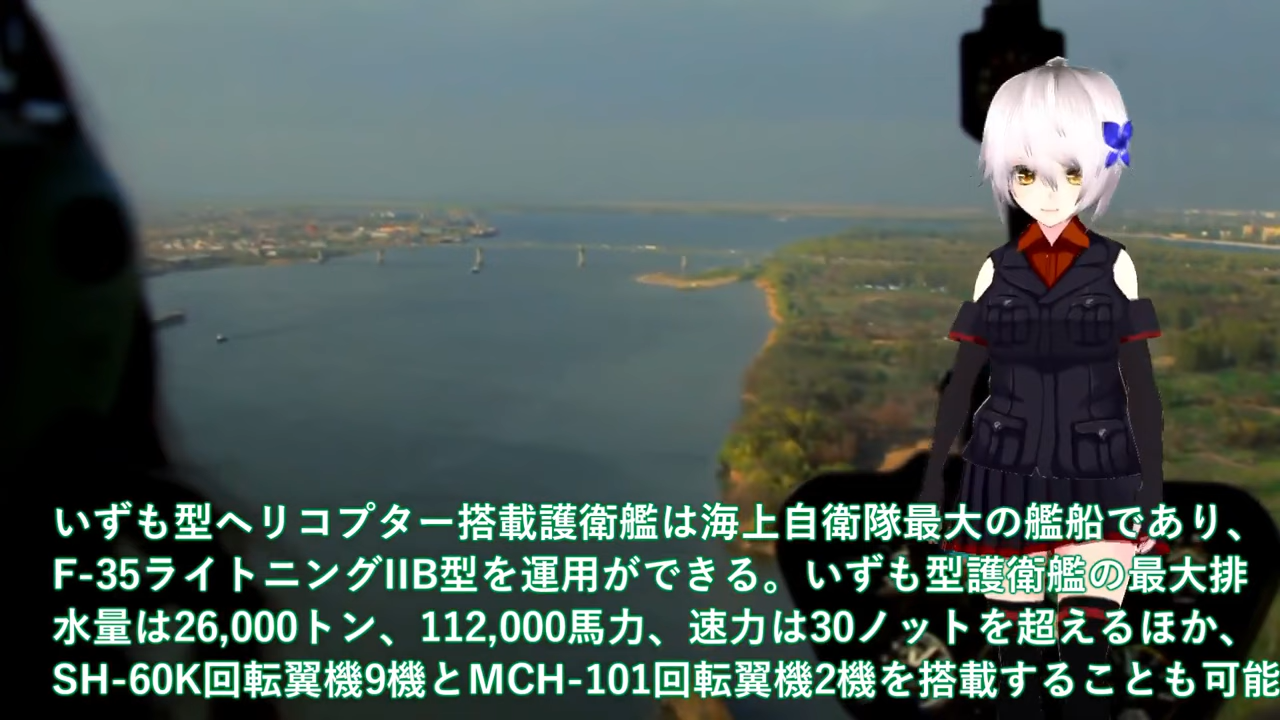 いずも型ヘリコプター搭載護衛艦は海上自衛隊最大の艦船であり、
F-35ライトニングIIB型を運用ができる。いずも型護衛艦の最大排
水量は26,000トン、112,000馬力、速力は30ノットを超えるほか、
SH-60K回転翼機9機とMCH-101回転翼機2機を搭載することも可能